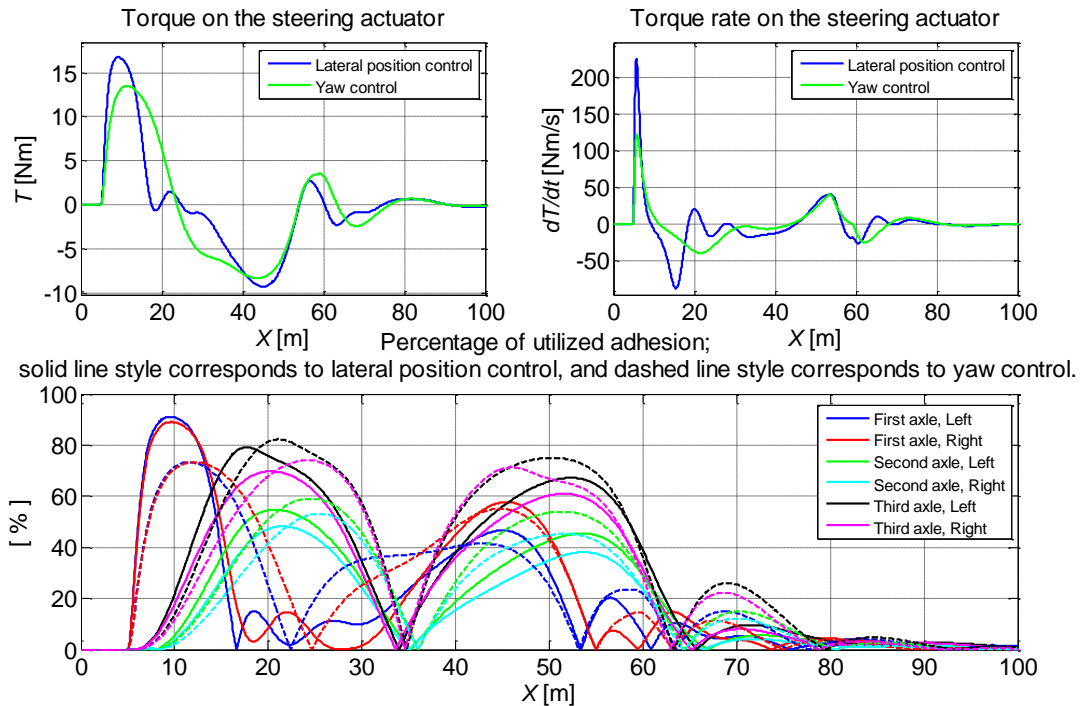 Torque on the steering actuator
T [Nm]
15
10
5
0
-5
-10
0 20 40 60 80 100
X [m]
Lateral position control
Yaw control
Torque rate on the steering actuator
dT/dt [Nm/s]
200
150
100
50
0
-50
0 20 40 60 80 100
X [m]
Lateral position control
Yaw control
Percentage of utilized adhesion;
solid line style corresponds to lateral position control, and dashed line style corresponds to yaw control.
[ % ]
100
80
60
40
20
0
0 10 20 30 40 50 60 70 80 90 100
X [m]
First axle, Left
First axle, Right
Second axle, Left
Second axle, Right
Third axle, Left
Third axle, Right